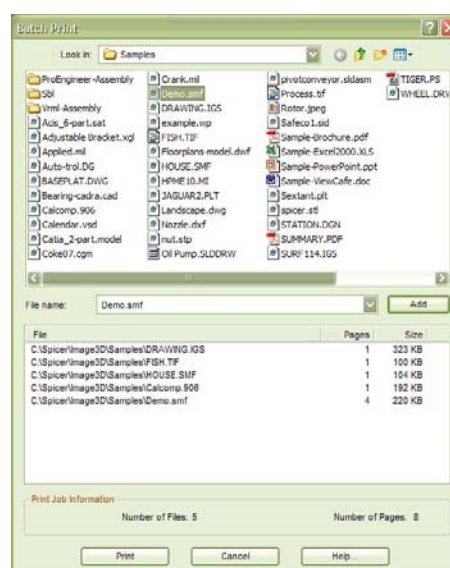 Batch Print
Look in: Samples
ProEngineer-Assembly
Sbl
Vrml-Assembly
Acis_6-part.sat
Adjustable Bracket.xgl
Applied.mil
Auto-trol.DG
BASEPLAT.DWG
Bearing-cadra.cad
Calcomp.906
Calendar.vsd
Catia_2-part.model
Coke07.cgm
Crank.mil
Demo.smf
DRAWING.IGS
example.wp
FISH.TIF
Floorplans-model.dwf
HOUSE.SMF
HPME10.MI
JAGUAR2.PLT
Landscape.dwg
Nozzle.dxf
nut.stp
Oil Pump.SLDDRW
pivotconveyor.sldasm
Process.tif
Rotor.jpeg
Safeco1.sid
Sample-Brochure.pdf
Sample-Excel2000.XLS
Sample-PowerPoint.ppt
Sample-ViewCafe.doc
Sextant.plt
spicer.stl
STATION.DGN
SUMMARY.PDF
SURF114.IGS
TIGER.PS
WHEEL.DRW
File name: Demo.smf Add
File Pages Size
C:\Spicer\Image3D\Samples\DRAWING.IGS 1 323 KB
C:\Spicer\Image3D\Samples\FISH.TIF 1 100 KB
C:\Spicer\Image3D\Samples\HOUSE.SMF 1 104 KB
C:\Spicer\Image3D\Samples\Calcomp.906 1 192 KB
C:\Spicer\Image3D\Samples\Demo.smf 4 220 KB
Print Job Information
Number of Files: 5 Number of Pages: 8
Print Cancel Help...